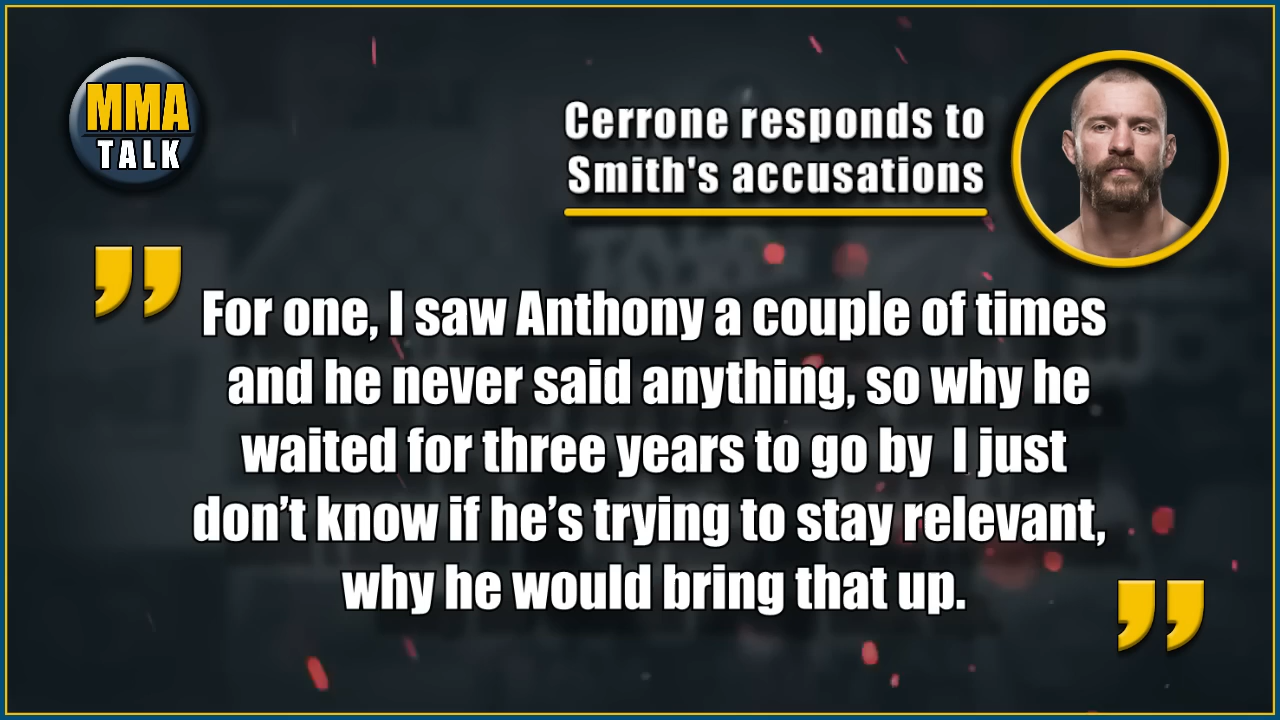 MMA
TALK
Cerrone responds to
Smith's accusations
For one, I saw Anthony a couple of times
and he never said anything, so why he
waited for three years to go by  I just
don’t know if he’s trying to stay relevant,
why he would bring that up.